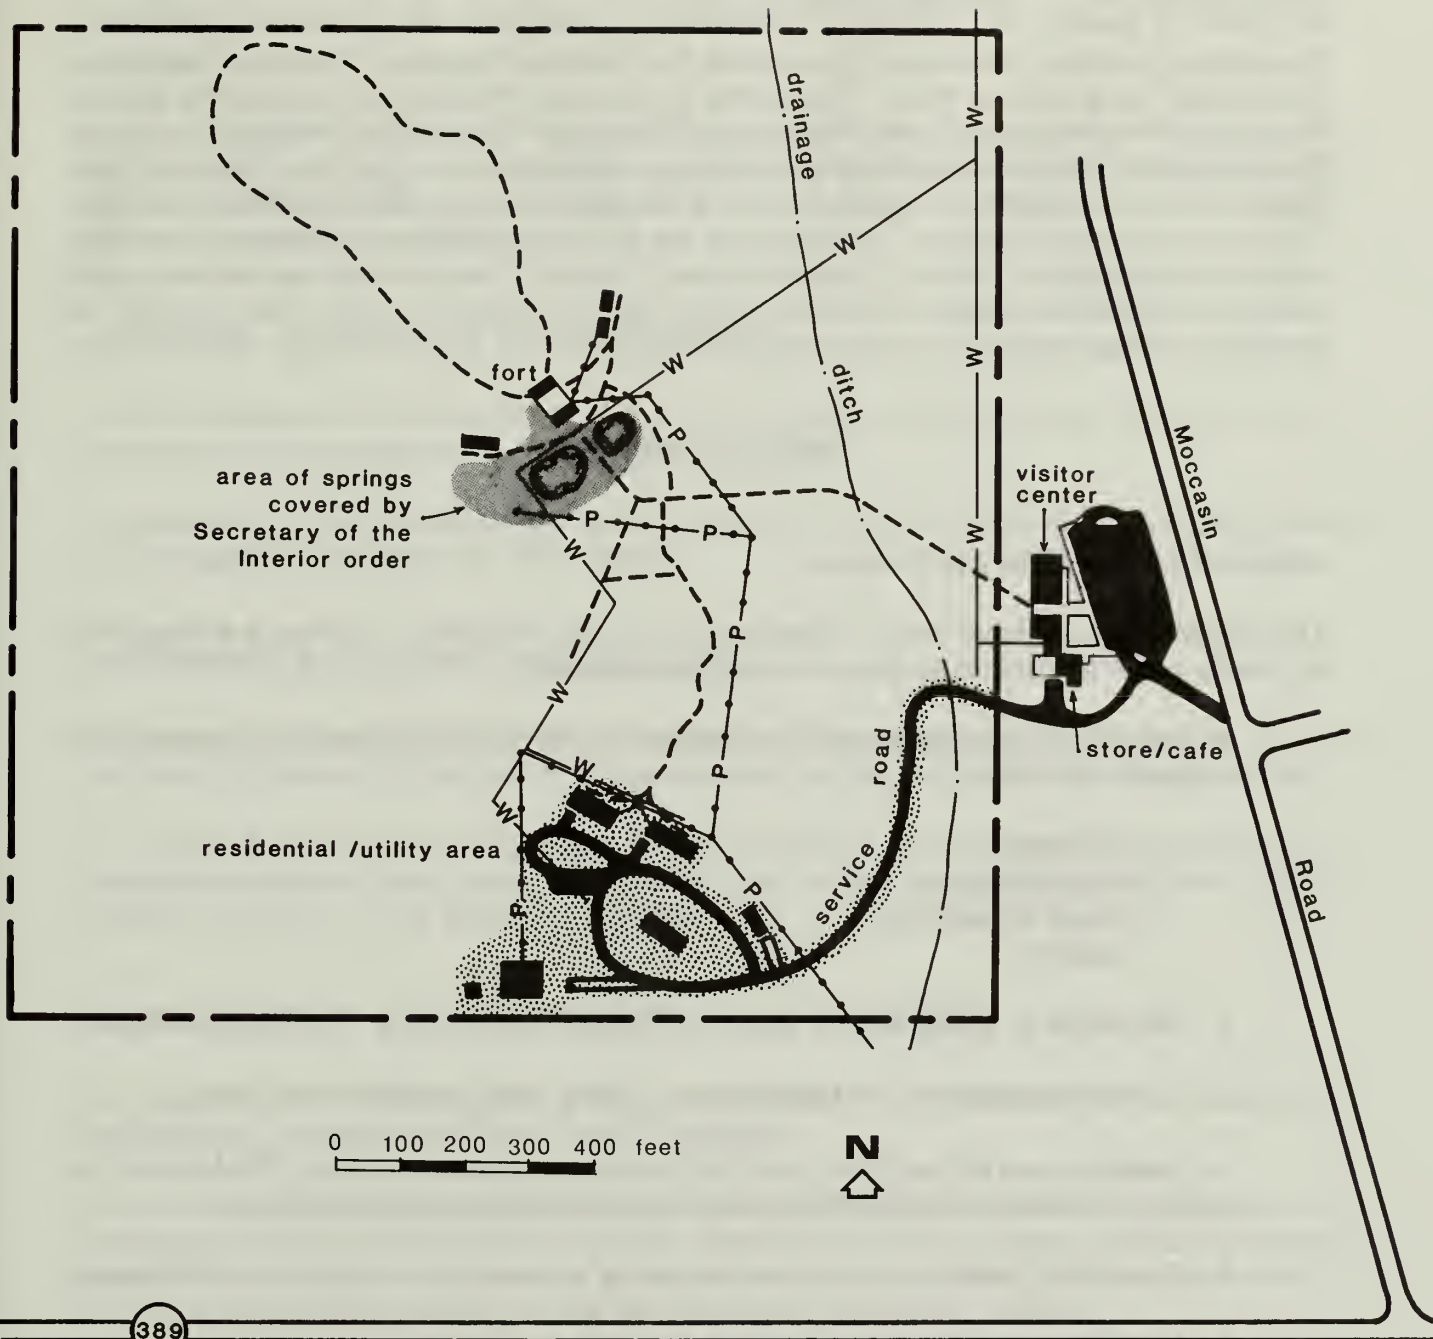 drainage
W
W
fort
W
W
ditch
P
Moccasin
area of springs
covered by
Secretary of the
Interior order
visitor
center
P
P
W
W
P
W
road
P
store/cafe
W
W
residential /utility area
service
P
P
Road
0 100 200 300 400 feet
N
389